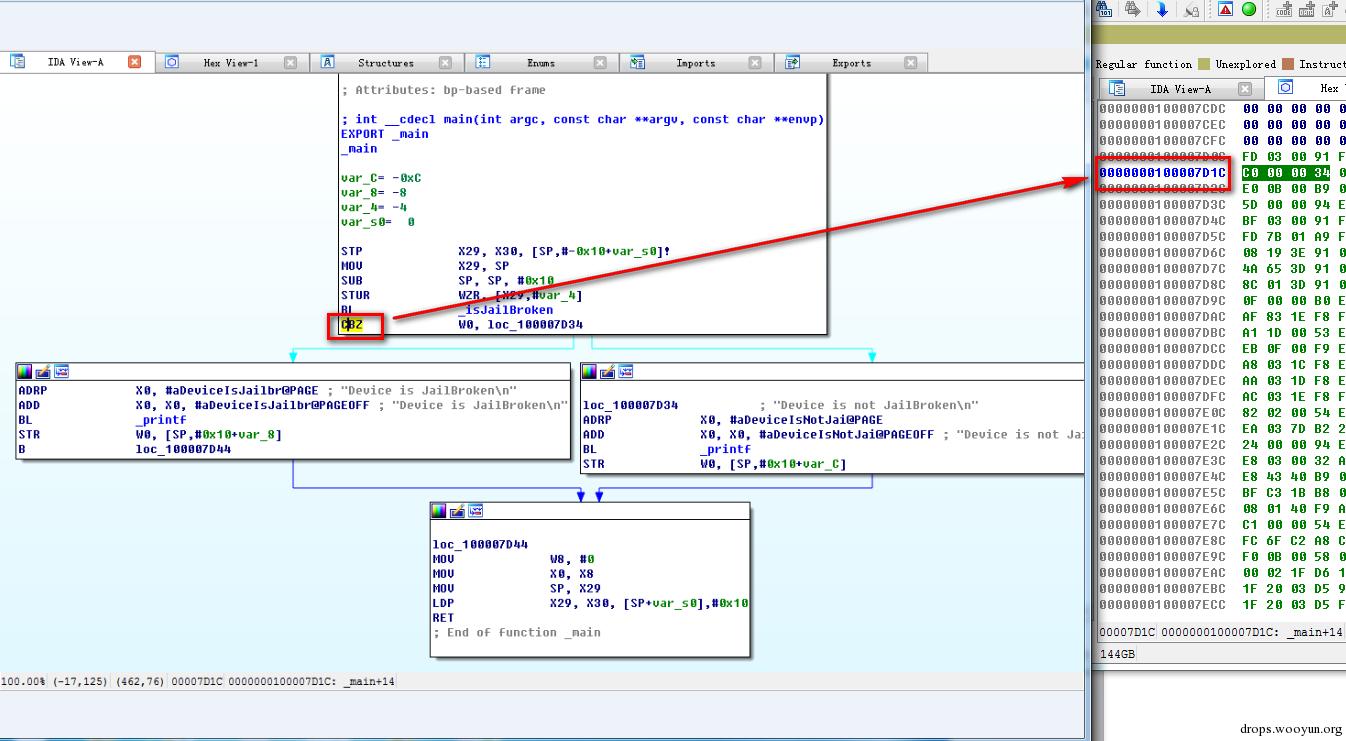 IDA View-A
Hex View-1
Structures
Enums
Imports
Exports
; Attributes: bp-based frame
; int __cdecl main(int argc, const char **argv, const char **envp)
EXPORT _main
_main
var_C= -0xC
var_8= -8
var_4= -4
var_s0= 0
STP X29, X30, [SP,#-0x10+var_s0]!
MOV X29, SP
SUB SP, SP, #0x10
STUR WZR, [X29,#var_4]
BL _isJailBroken
CBZ W0, loc_100007D34
ADRP X0, #aDeviceIsJailbr@PAGE ; "Device is JailBroken\n"
ADD X0, X0, #aDeviceIsJailbr@PAGEOFF ; "Device is JailBroken\n"
BL _printf
STR W0, [SP,#0x10+var_8]
B loc_100007D44
loc_100007D34 ; "Device is not JailBroken\n"
ADRP X0, #aDeviceIsNotJai@PAGE
ADD X0, X0, #aDeviceIsNotJai@PAGEOFF ; "Device is not Ja
BL _printf
STR W0, [SP,#0x10+var_C]
loc_100007D44
MOV W8, #0
MOV X0, X8
MOV SP, X29
LDP X29, X30, [SP+var_s0],#0x10
RET
; End of function _main
100.00% (-17,125) (462,76) 00007D1C 0000000100007D1C: _main+14
Regular function Unexplored Instruct
IDA View-A
Hex
0000000100007CDC 00 00 00 00 0
0000000100007CEC 00 00 00 00 0
0000000100007CFC 00 00 00 00 0
0000000100007D0C FD 03 00 91 F
0000000100007D1C C0 00 00 34 0
0000000100007D2C E0 0B 00 B9 0
0000000100007D3C 5D 00 00 94 E
0000000100007D4C BF 03 00 91 F
0000000100007D5C FD 7B 01 A9 F
0000000100007D6C 08 19 3E 91 0
0000000100007D7C 4A 65 3D 91 0
0000000100007D8C 8C 01 3D 91 0
0000000100007D9C 0F 00 00 B0 E
0000000100007DAC AF 83 1E F8 F
0000000100007DBC A1 1D 00 53 E
0000000100007DCC EB 0F 00 F9 E
0000000100007DDC A8 03 1C F8 E
0000000100007DEC AA 03 1D F8 E
0000000100007DFC AC 03 1E F8 F
0000000100007E0C 82 02 00 54 E
0000000100007E1C EA 03 7D B2 2
0000000100007E2C 24 00 00 94 E
0000000100007E3C E8 03 00 32 A
0000000100007E4C E8 43 40 B9 0
0000000100007E5C BF C3 1B B8 0
0000000100007E6C 08 01 40 F9 A
0000000100007E7C C1 00 00 54 E
0000000100007E8C FC 6F C2 A8 C
0000000100007E9C F0 0B 00 58 0
0000000100007EAC 00 02 1F D6 1
0000000100007EBC 1F 20 03 D5 9
0000000100007ECC 1F 20 03 D5 F
00007D1C 0000000100007D1C: _main+14
144GB
drops.wooyun.org